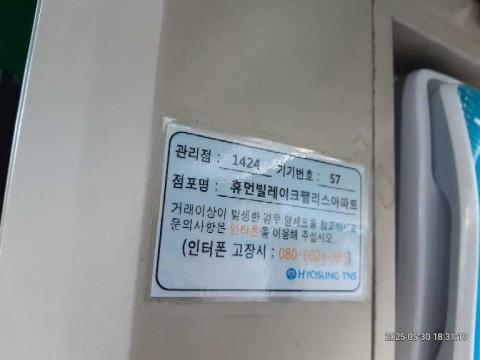 관리점 : 1424 기기번호 : 57
점포명 : 휴먼빌레이크팰리스아파트
거래이상이 발생한 경우 명세표를 참고하시고
문의사항은 인터폰을 이용해 주십시오.
(인터폰 고장시 : 080-0024-
HYOSUNG TNS
2025-05-30 18:31:19